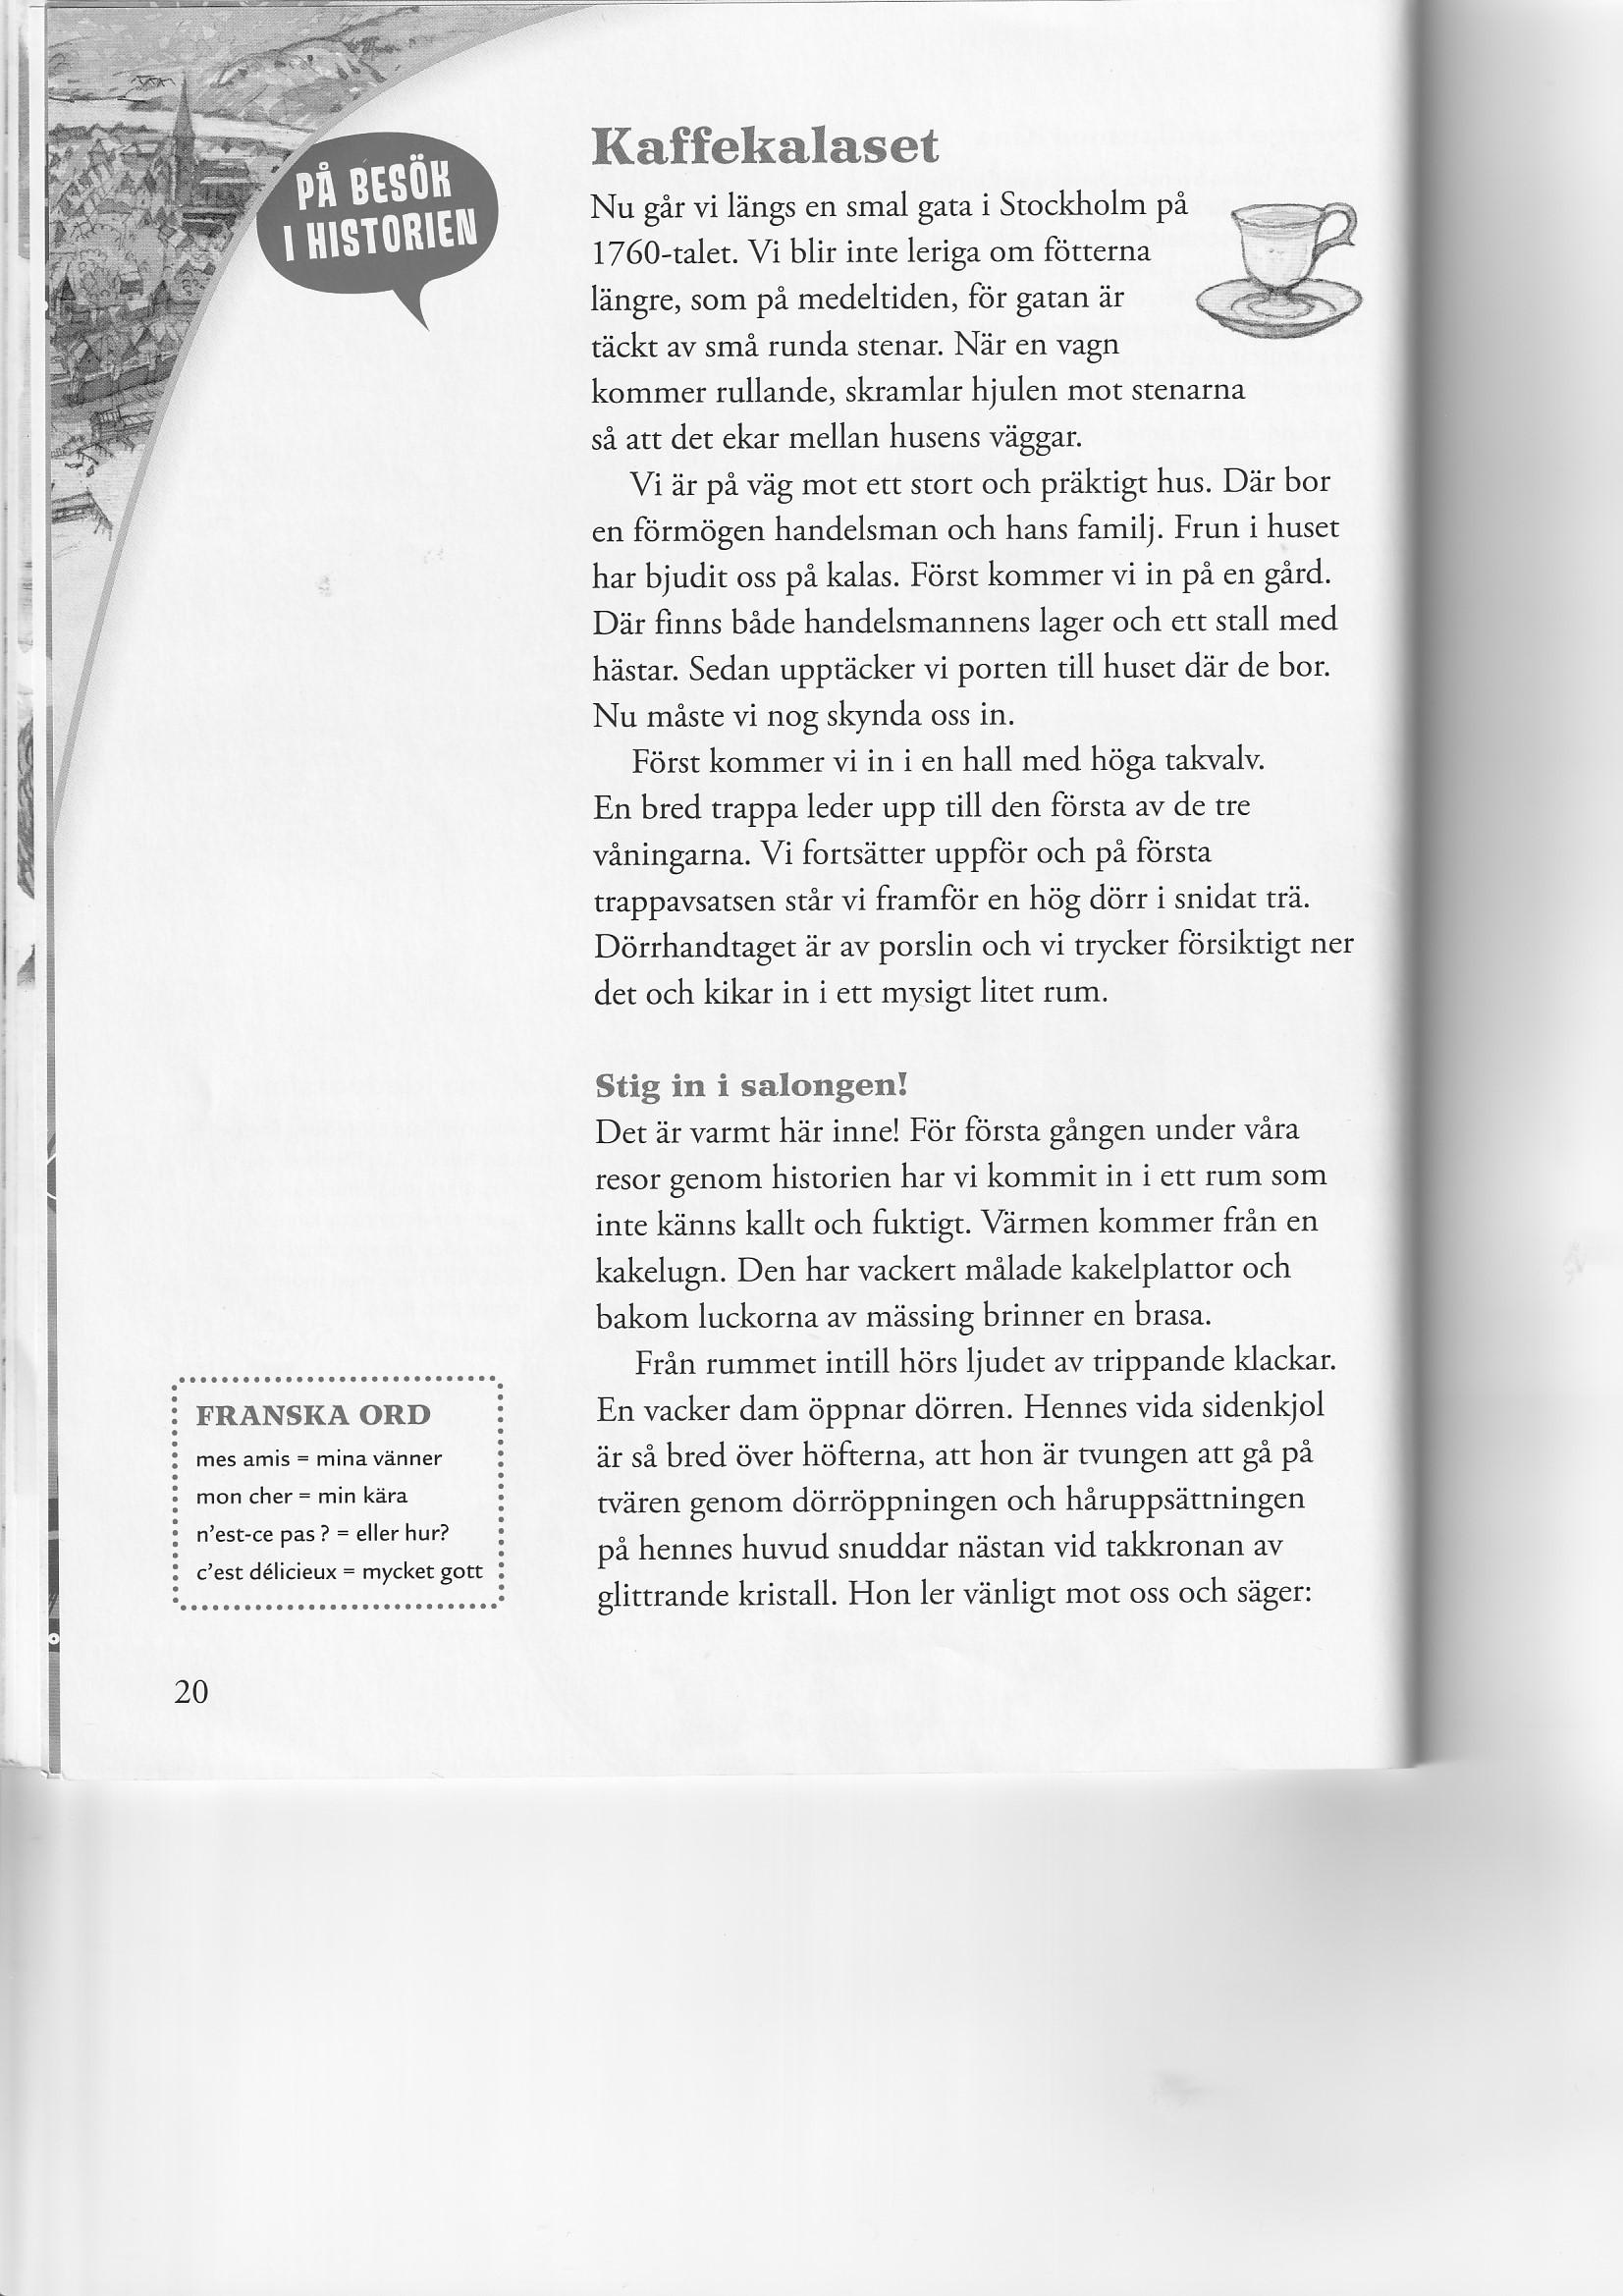 PÅ BESÖK
I HISTORIEN
Kaffekalaset
Nu går vi längs en smal gata i Stockholm på
1760-talet. Vi blir inte leriga om fötterna
längre, som på medeltiden, för gatan är
täckt av små runda stenar. När en vagn
kommer rullande, skramlar hjulen mot stenarna
så att det ekar mellan husens väggar.
Vi är på väg mot ett stort och präktigt hus. Där bor
en förmögen handelsman och hans familj. Frun i huset
har bjudit oss på kalas. Först kommer vi in på en gård.
Där finns både handelsmannens lager och ett stall med
hästar. Sedan upptäcker vi porten till huset där de bor.
Nu måste vi nog skynda oss in.
Först kommer vi in i en hall med höga takvalv.
En bred trappa leder upp till den första av de tre
våningarna. Vi fortsätter uppför och på första
trappavsatsen står vi framför en hög dörr i snidat trä.
Dörrhandtaget är av porslin och vi trycker försiktigt ner
det och kikar in i ett mysigt litet rum.
Stig in i salongen!
Det är varmt här inne! För första gången under våra
resor genom historien har vi kommit in i ett rum som
inte känns kallt och fuktigt. Värmen kommer från en
kakelugn. Den har vackert målade kakelplattor och
bakom luckorna av mässing brinner en brasa.
Från rummet intill hörs ljudet av trippande klackar.
En vacker dam öppnar dörren. Hennes vida sidenkjol
är så bred över höfterna, att hon är tvungen att gå på
tvären genom dörröppningen och håruppsättningen
på hennes huvud snuddar nästan vid takkronan av
glittrande kristall. Hon ler vänligt mot oss och säger:
FRANSKA ORD
mes amis = mina vänner
mon cher = min kära
n'est-ce pas ? = eller hur?
c'est délicieux = mycket gott
20